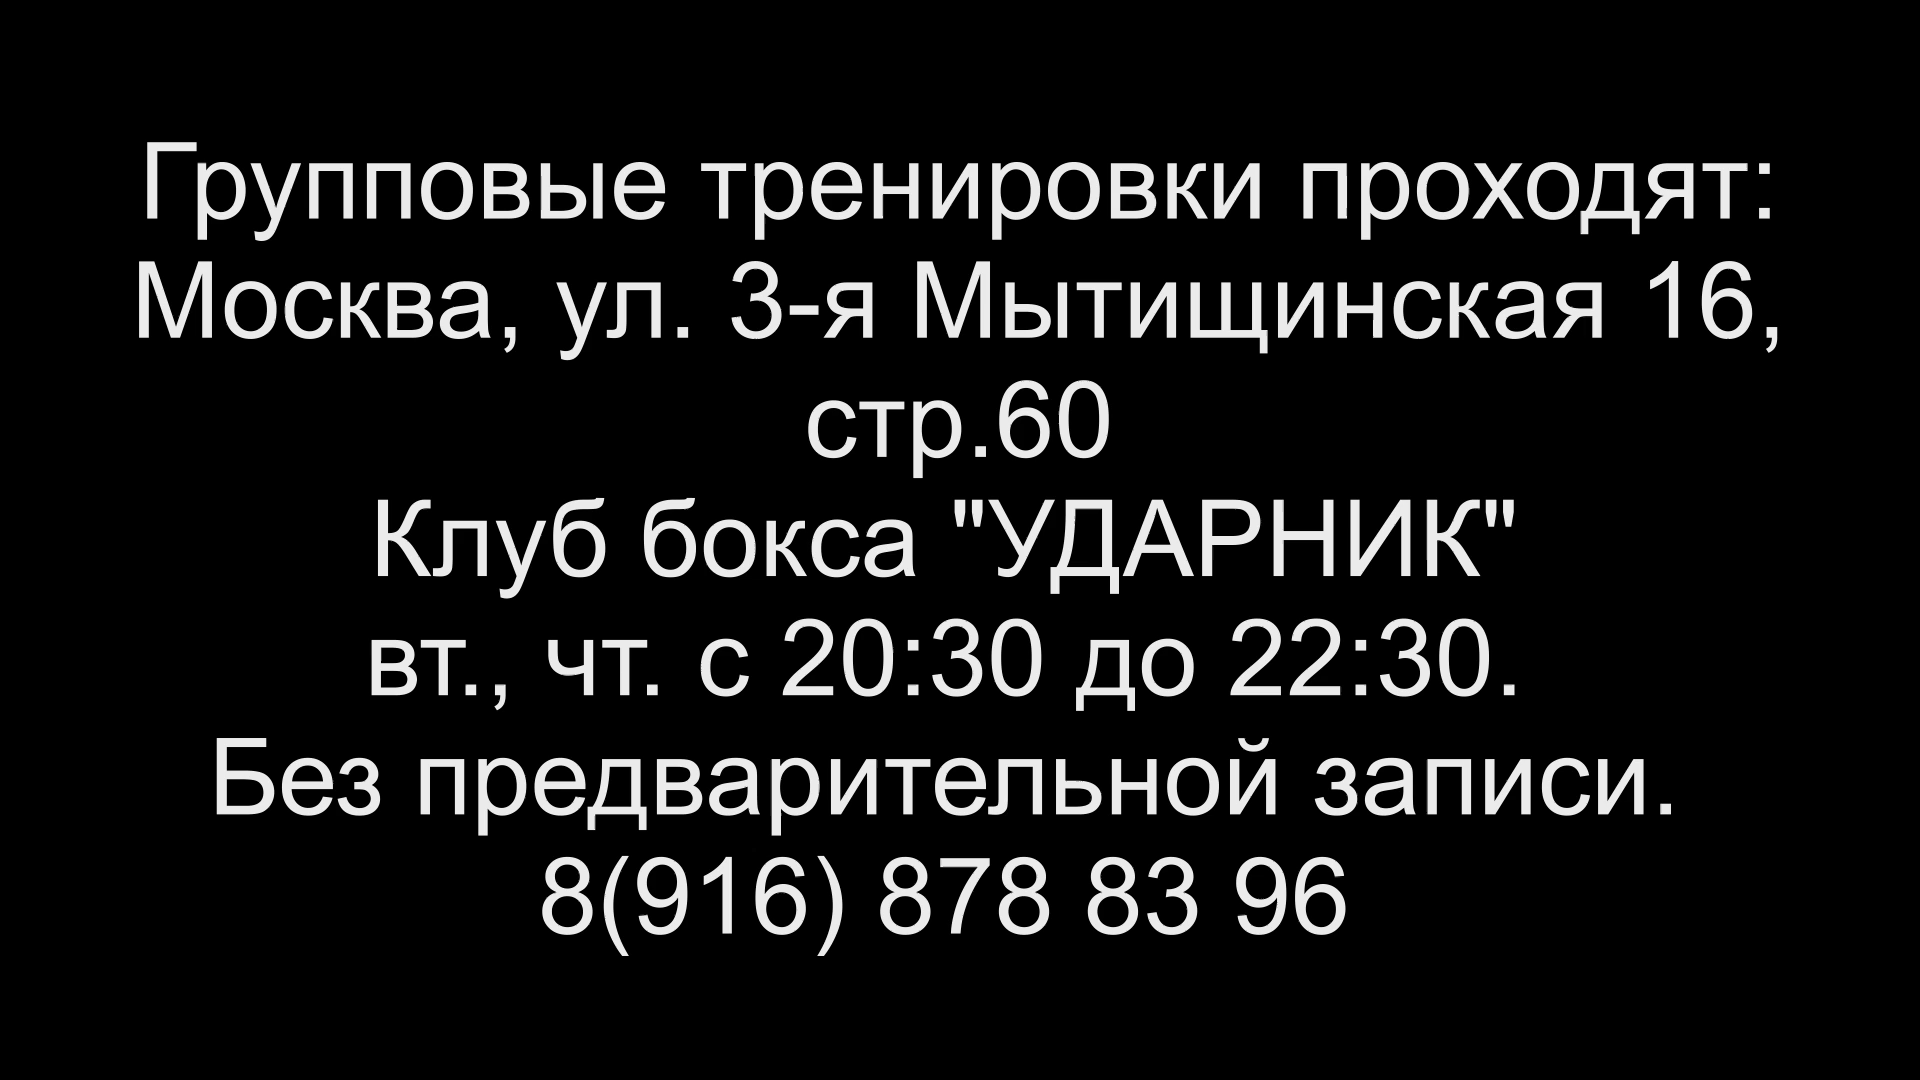 Групповые тренировки проходят:
Москва, ул. 3-я Мытищинская 16,
стр.60
Клуб бокса "УДАРНИК"
вт., чт. с 20:30 до 22:30.
Без предварительной записи.
8(916) 878 83 96